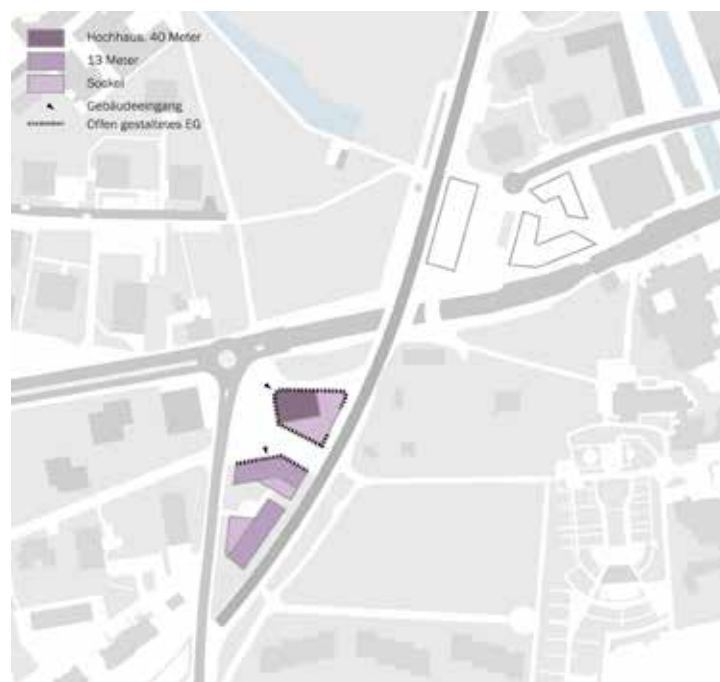 Hochhaus, 40 Meter
13 Meter
Sockel
Gebäudeeingang
Offen gestaltetes EG